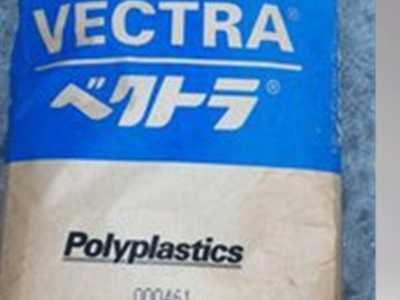 VECTRA®
ベクトラ®
Polyplastics
000461